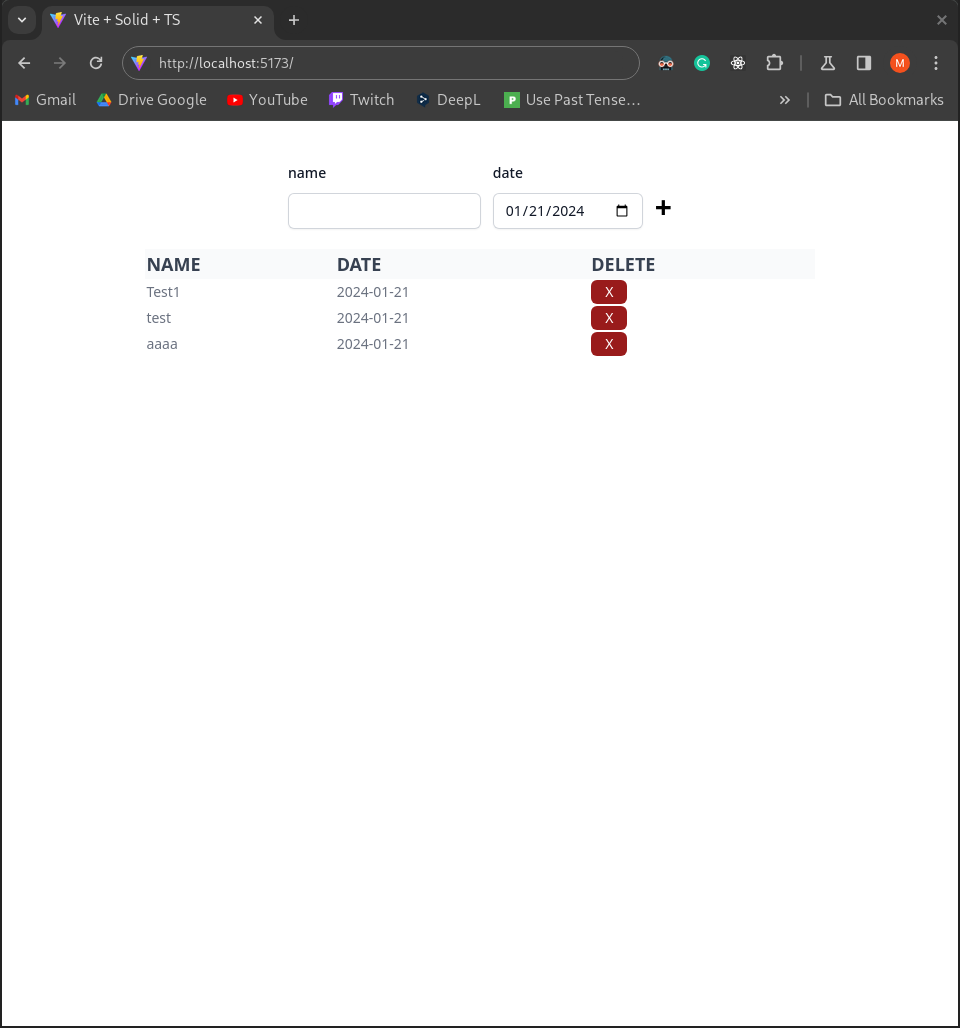 Vite + Solid + TS
http://localhost:5173/
M
Gmail Drive Google YouTube Twitch DeepL P Use Past Tense… » All Bookmarks
name date
01/21/2024 +
NAME DATE DELETE
Test1 2024-01-21 X
test 2024-01-21 X
aaaa 2024-01-21 X